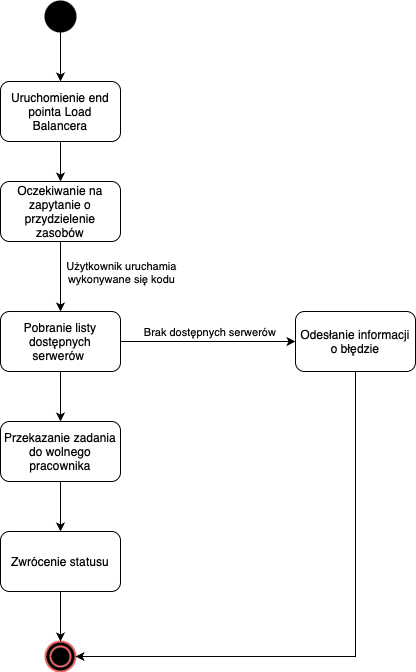 Uruchomienie end
pointa Load
Balancera
Oczekiwanie na
zapytanie o
przydzielenie
zasobów
Użytkownik uruchamia
wykonywane się kodu
Pobranie listy
dostępnych
serwerów
Brak dostępnych serwerów
Odesłanie informacji
o błędzie
Przekazanie zadania
do wolnego
pracownika
Zwrócenie statusu